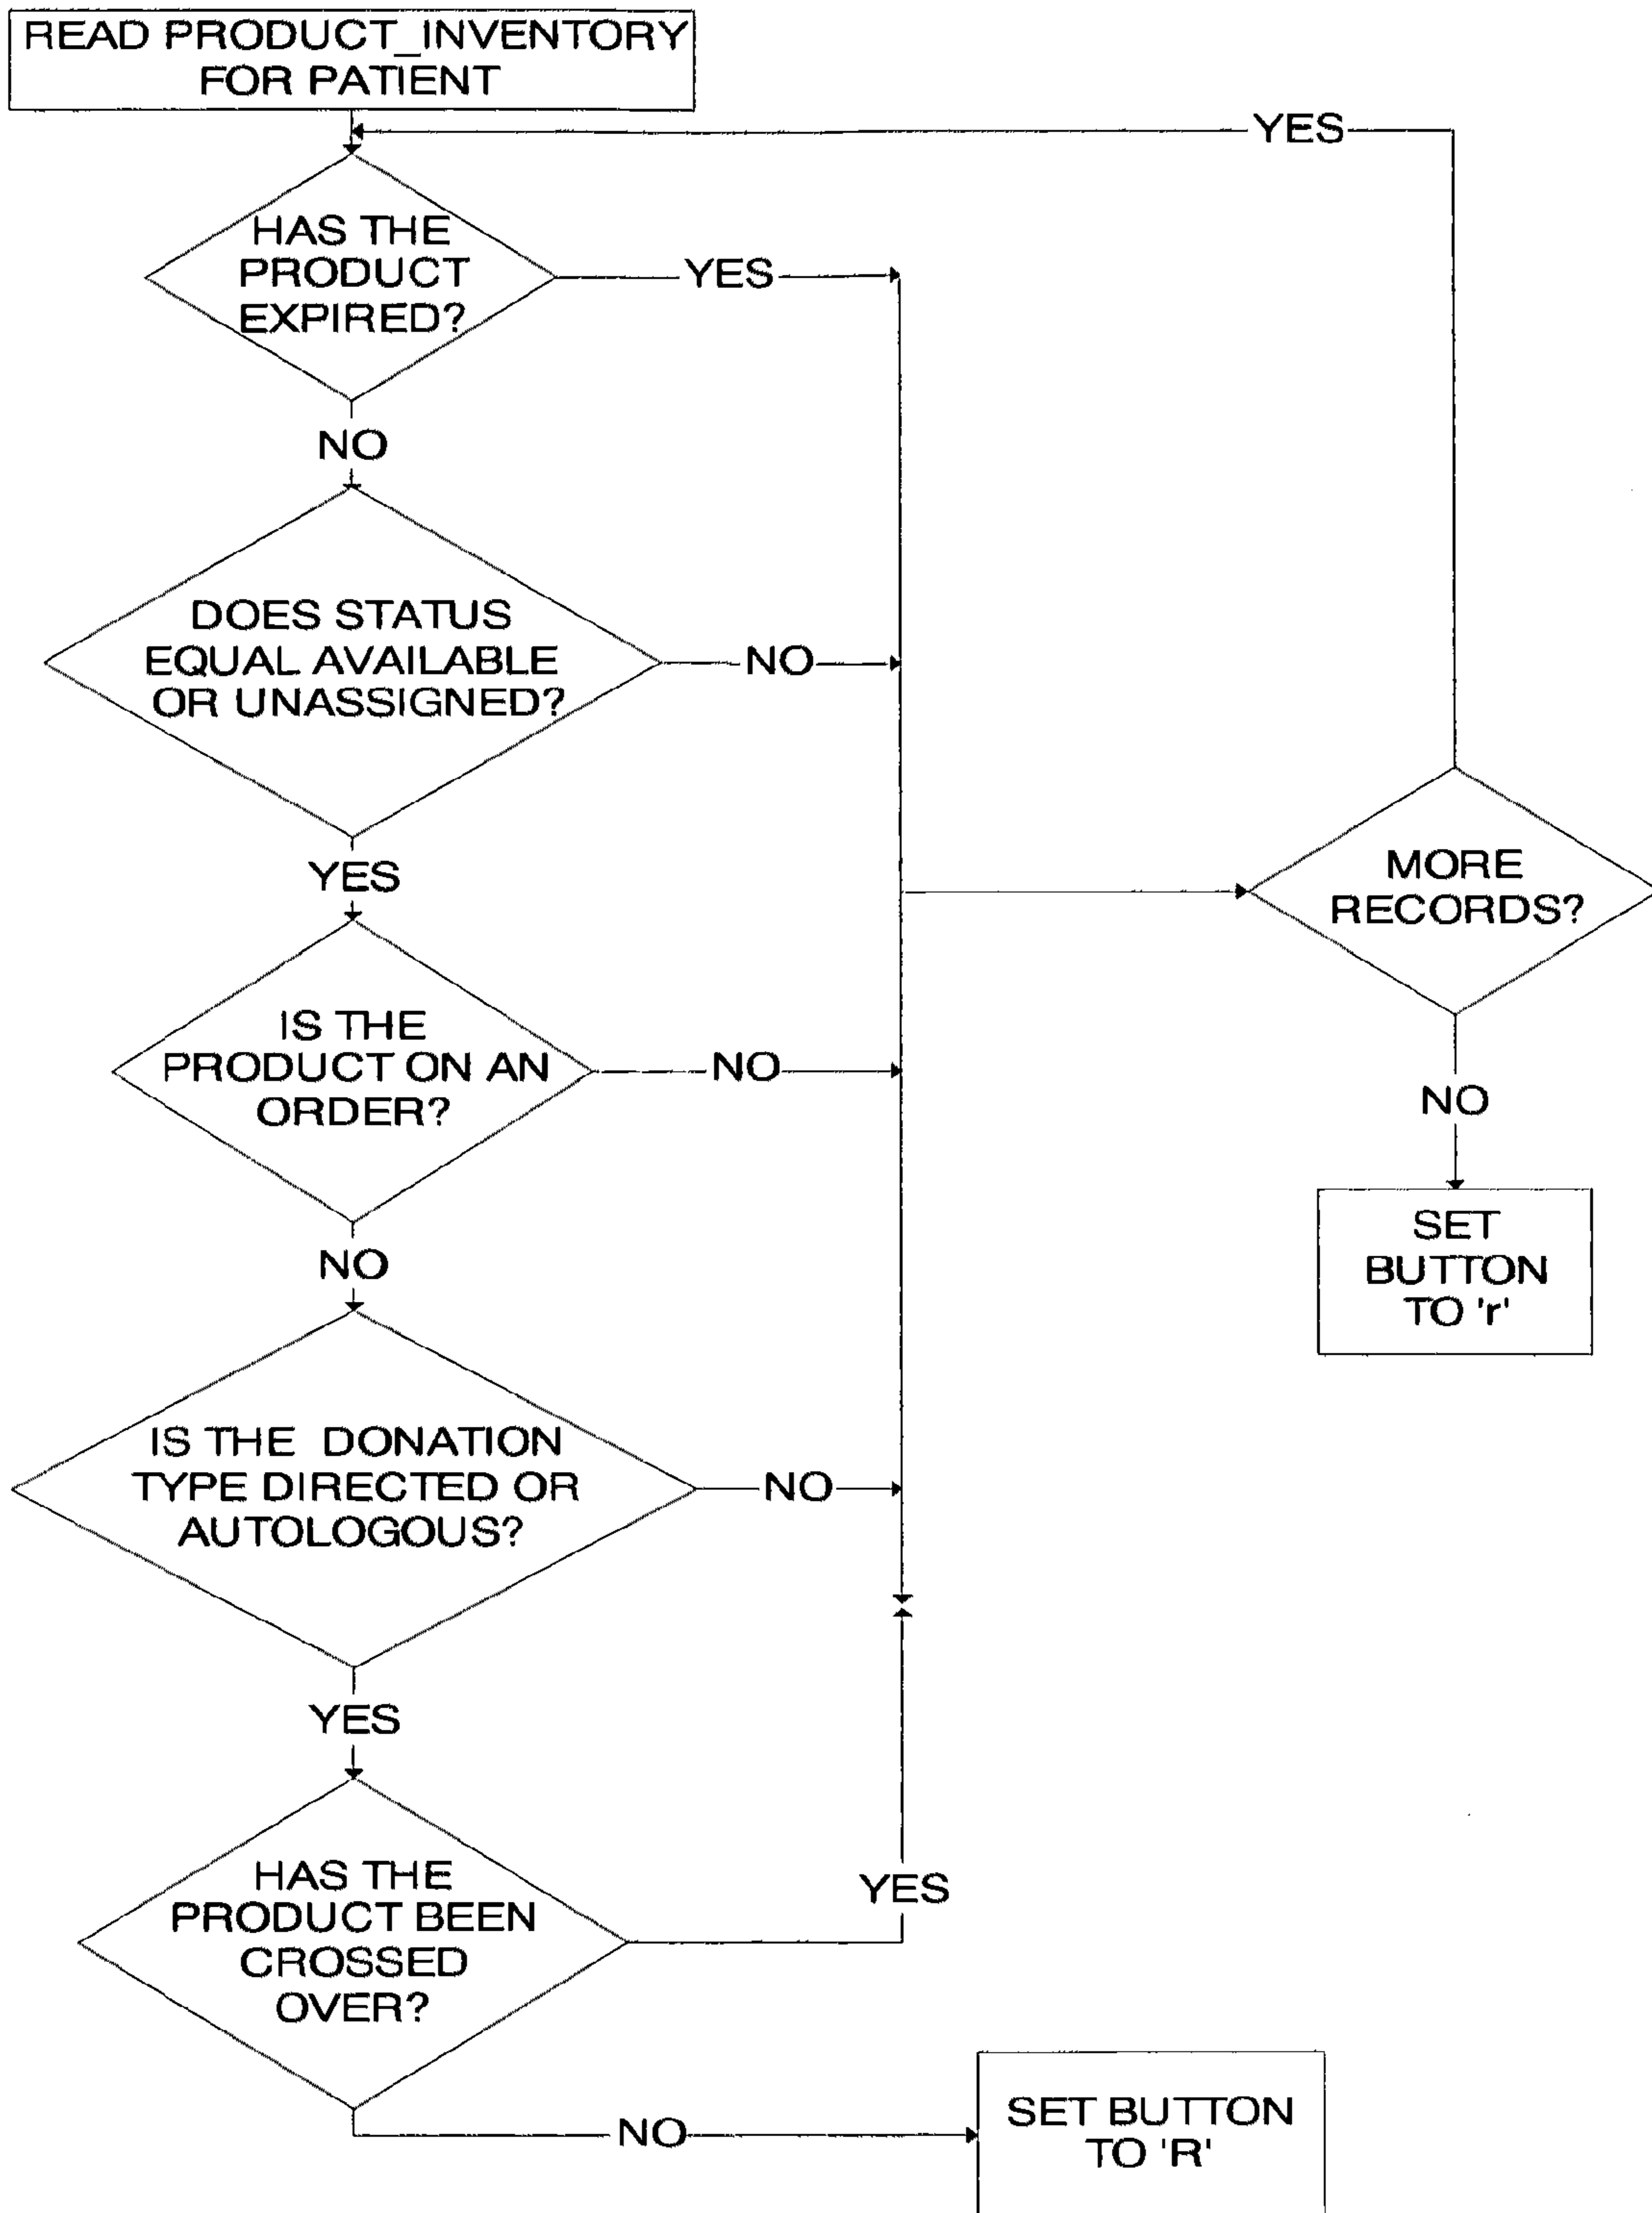 READ PRODUCT_INVENTORY
FOR PATIENT
YES
HAS THE
PRODUCT
EXPIRED?
YES
NO
DOES STATUS
EQUAL AVAILABLE
OR UNASSIGNED?
NO
YES
MORE
RECORDS?
IS THE
PRODUCT ON AN
ORDER?
NO
NO
SET
BUTTON
TO 'r'
NO
IS THE DONATION
TYPE DIRECTED OR
AUTOLOGOUS?
NO
YES
HAS THE
PRODUCT BEEN
CROSSED
OVER?
YES
NO
SET BUTTON
TO 'R'